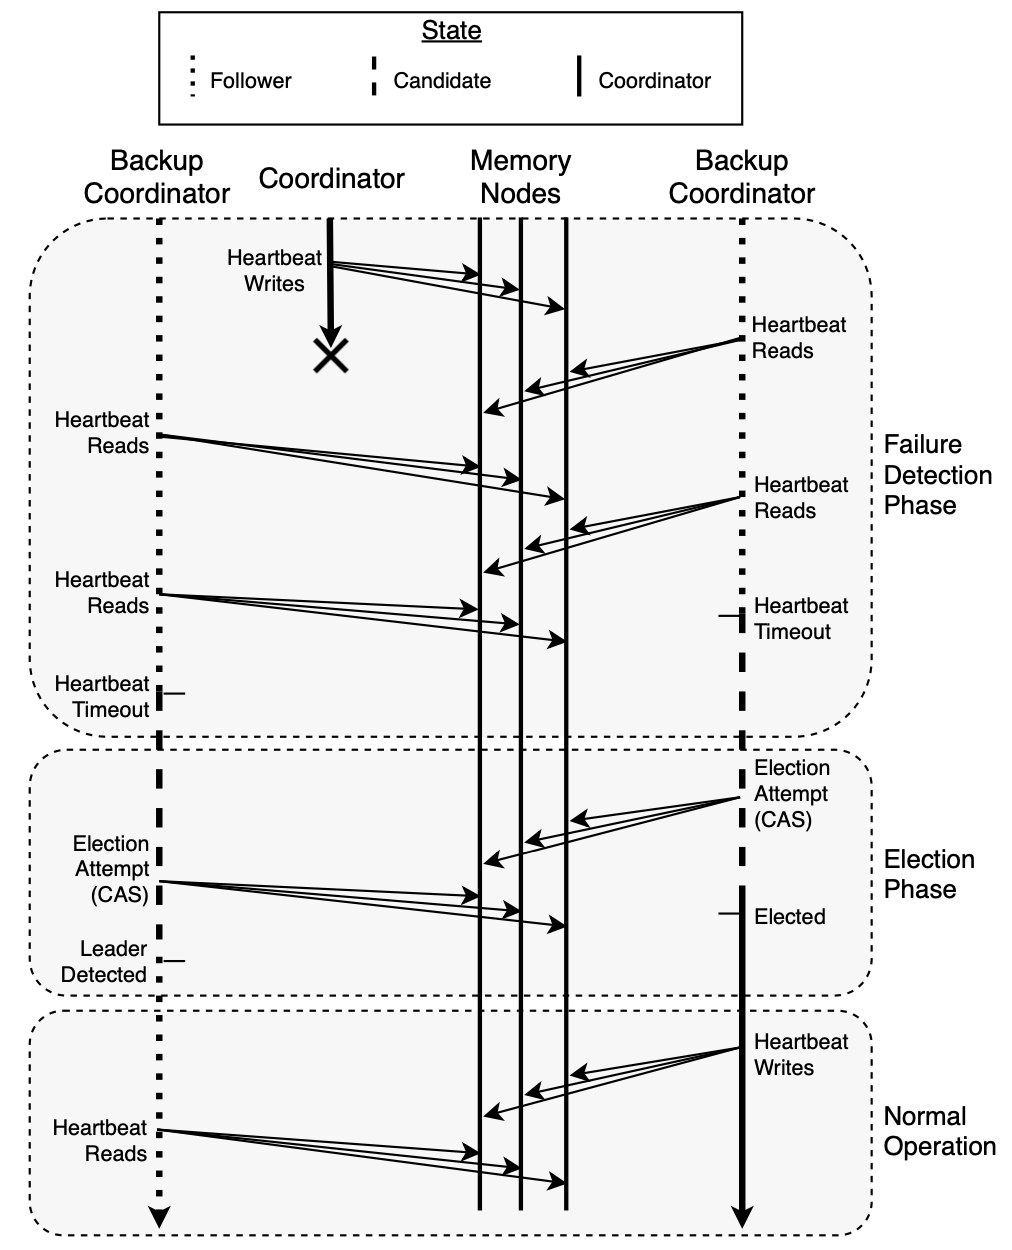 State
Follower
Candidate
Coordinator
Backup
Coordinator
Coordinator
Memory
Nodes
Backup
Coordinator
Heartbeat
Writes
Heartbeat
Reads
Heartbeat
Reads
Failure
Detection
Phase
Heartbeat
Reads
Heartbeat
Reads
Heartbeat
Timeout
Heartbeat
Timeout
Election
Attempt
(CAS)
Election
Attempt
(CAS)
Election
Phase
Elected
Leader
Detected
Heartbeat
Writes
Heartbeat
Reads
Normal
Operation